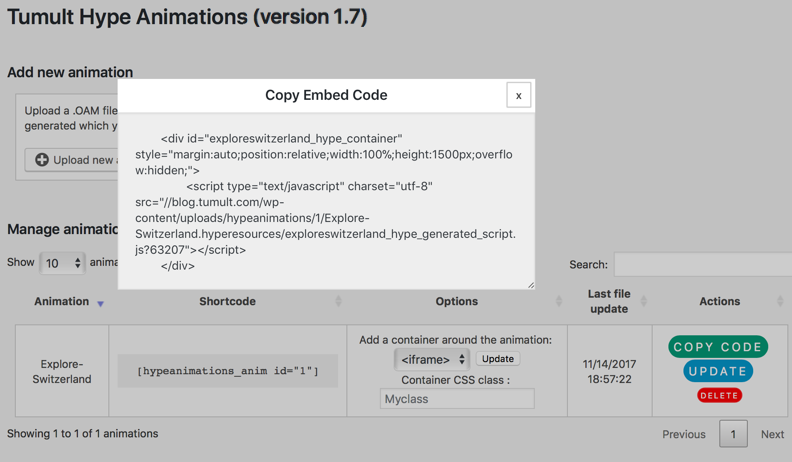 Tumult Hype Animations (version 1.7)
Add new animation
Upload a .OAM file
generated which y
Upload new a
Copy Embed Code
x
<div id="exploreswitzerland_hype_container"
style="margin:auto;position:relative;width:100%;height:1500px;overflo
w:hidden;">
<script type="text/javascript" charset="utf-8"
src="//blog.tumult.com/wp-
content/uploads/hypeanimations/1/Explore-
Switzerland.hyperesources/exploreswitzerland_hype_generated_script.
js?63207"></script>
</div>
Manage animatio
Show 10 anima
Search:
Animation Shortcode Options Last file update Actions
Explore-
Switzerland
[hypeanimations_anim id="1"]
Add a container around the animation:
<iframe> Update
Container CSS class :
Myclass
11/14/2017
18:57:22
COPY CODE
UPDATE
DELETE
Showing 1 to 1 of 1 animations
Previous 1 Next